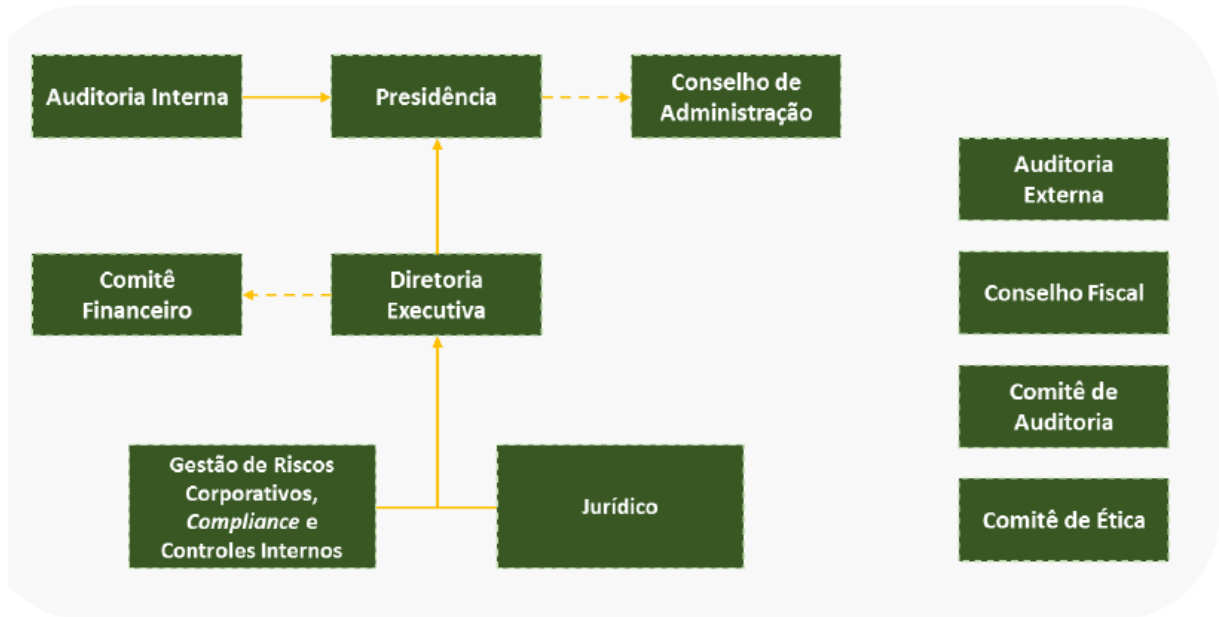 Auditoria Interna
Presidência
Conselho de
Administração
Auditoria
Externa
Comitê
Financeiro
Diretoria
Executiva
Conselho Fiscal
Comitê de
Auditoria
Gestão de Riscos
Corporativos,
Compliance e
Controles Internos
Jurídico
Comitê de Ética